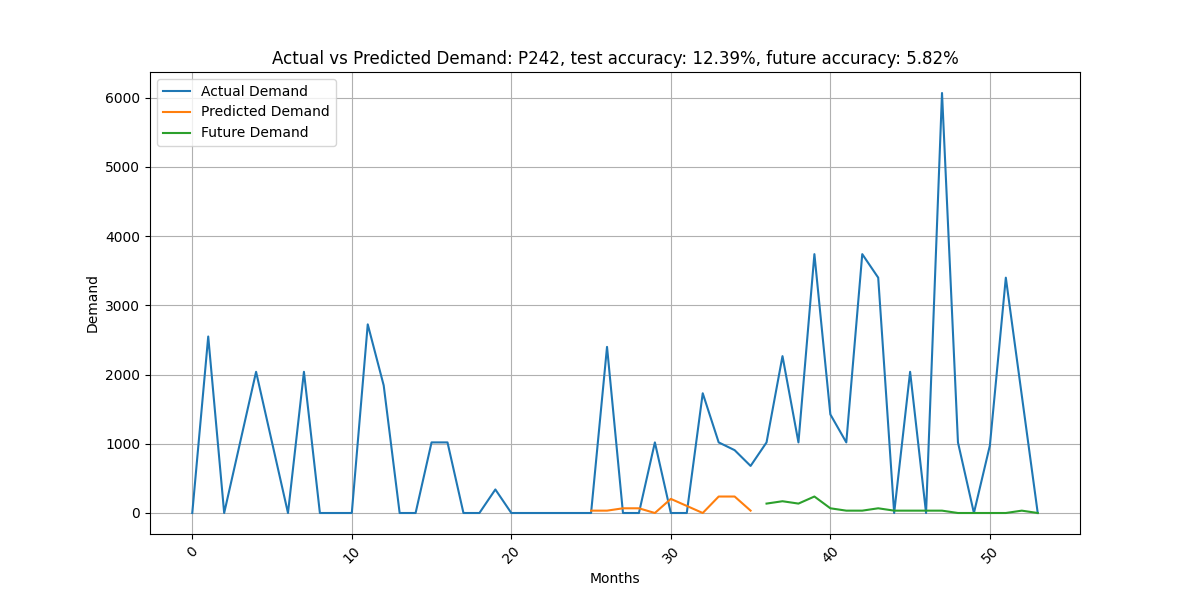 Actual vs Predicted Demand: P242, test accuracy: 12.39%, future accuracy: 5.82%
Actual Demand
Predicted Demand
Future Demand
6000
5000
4000
3000
2000
1000
0
Demand
0
10
20
30
40
50
Months